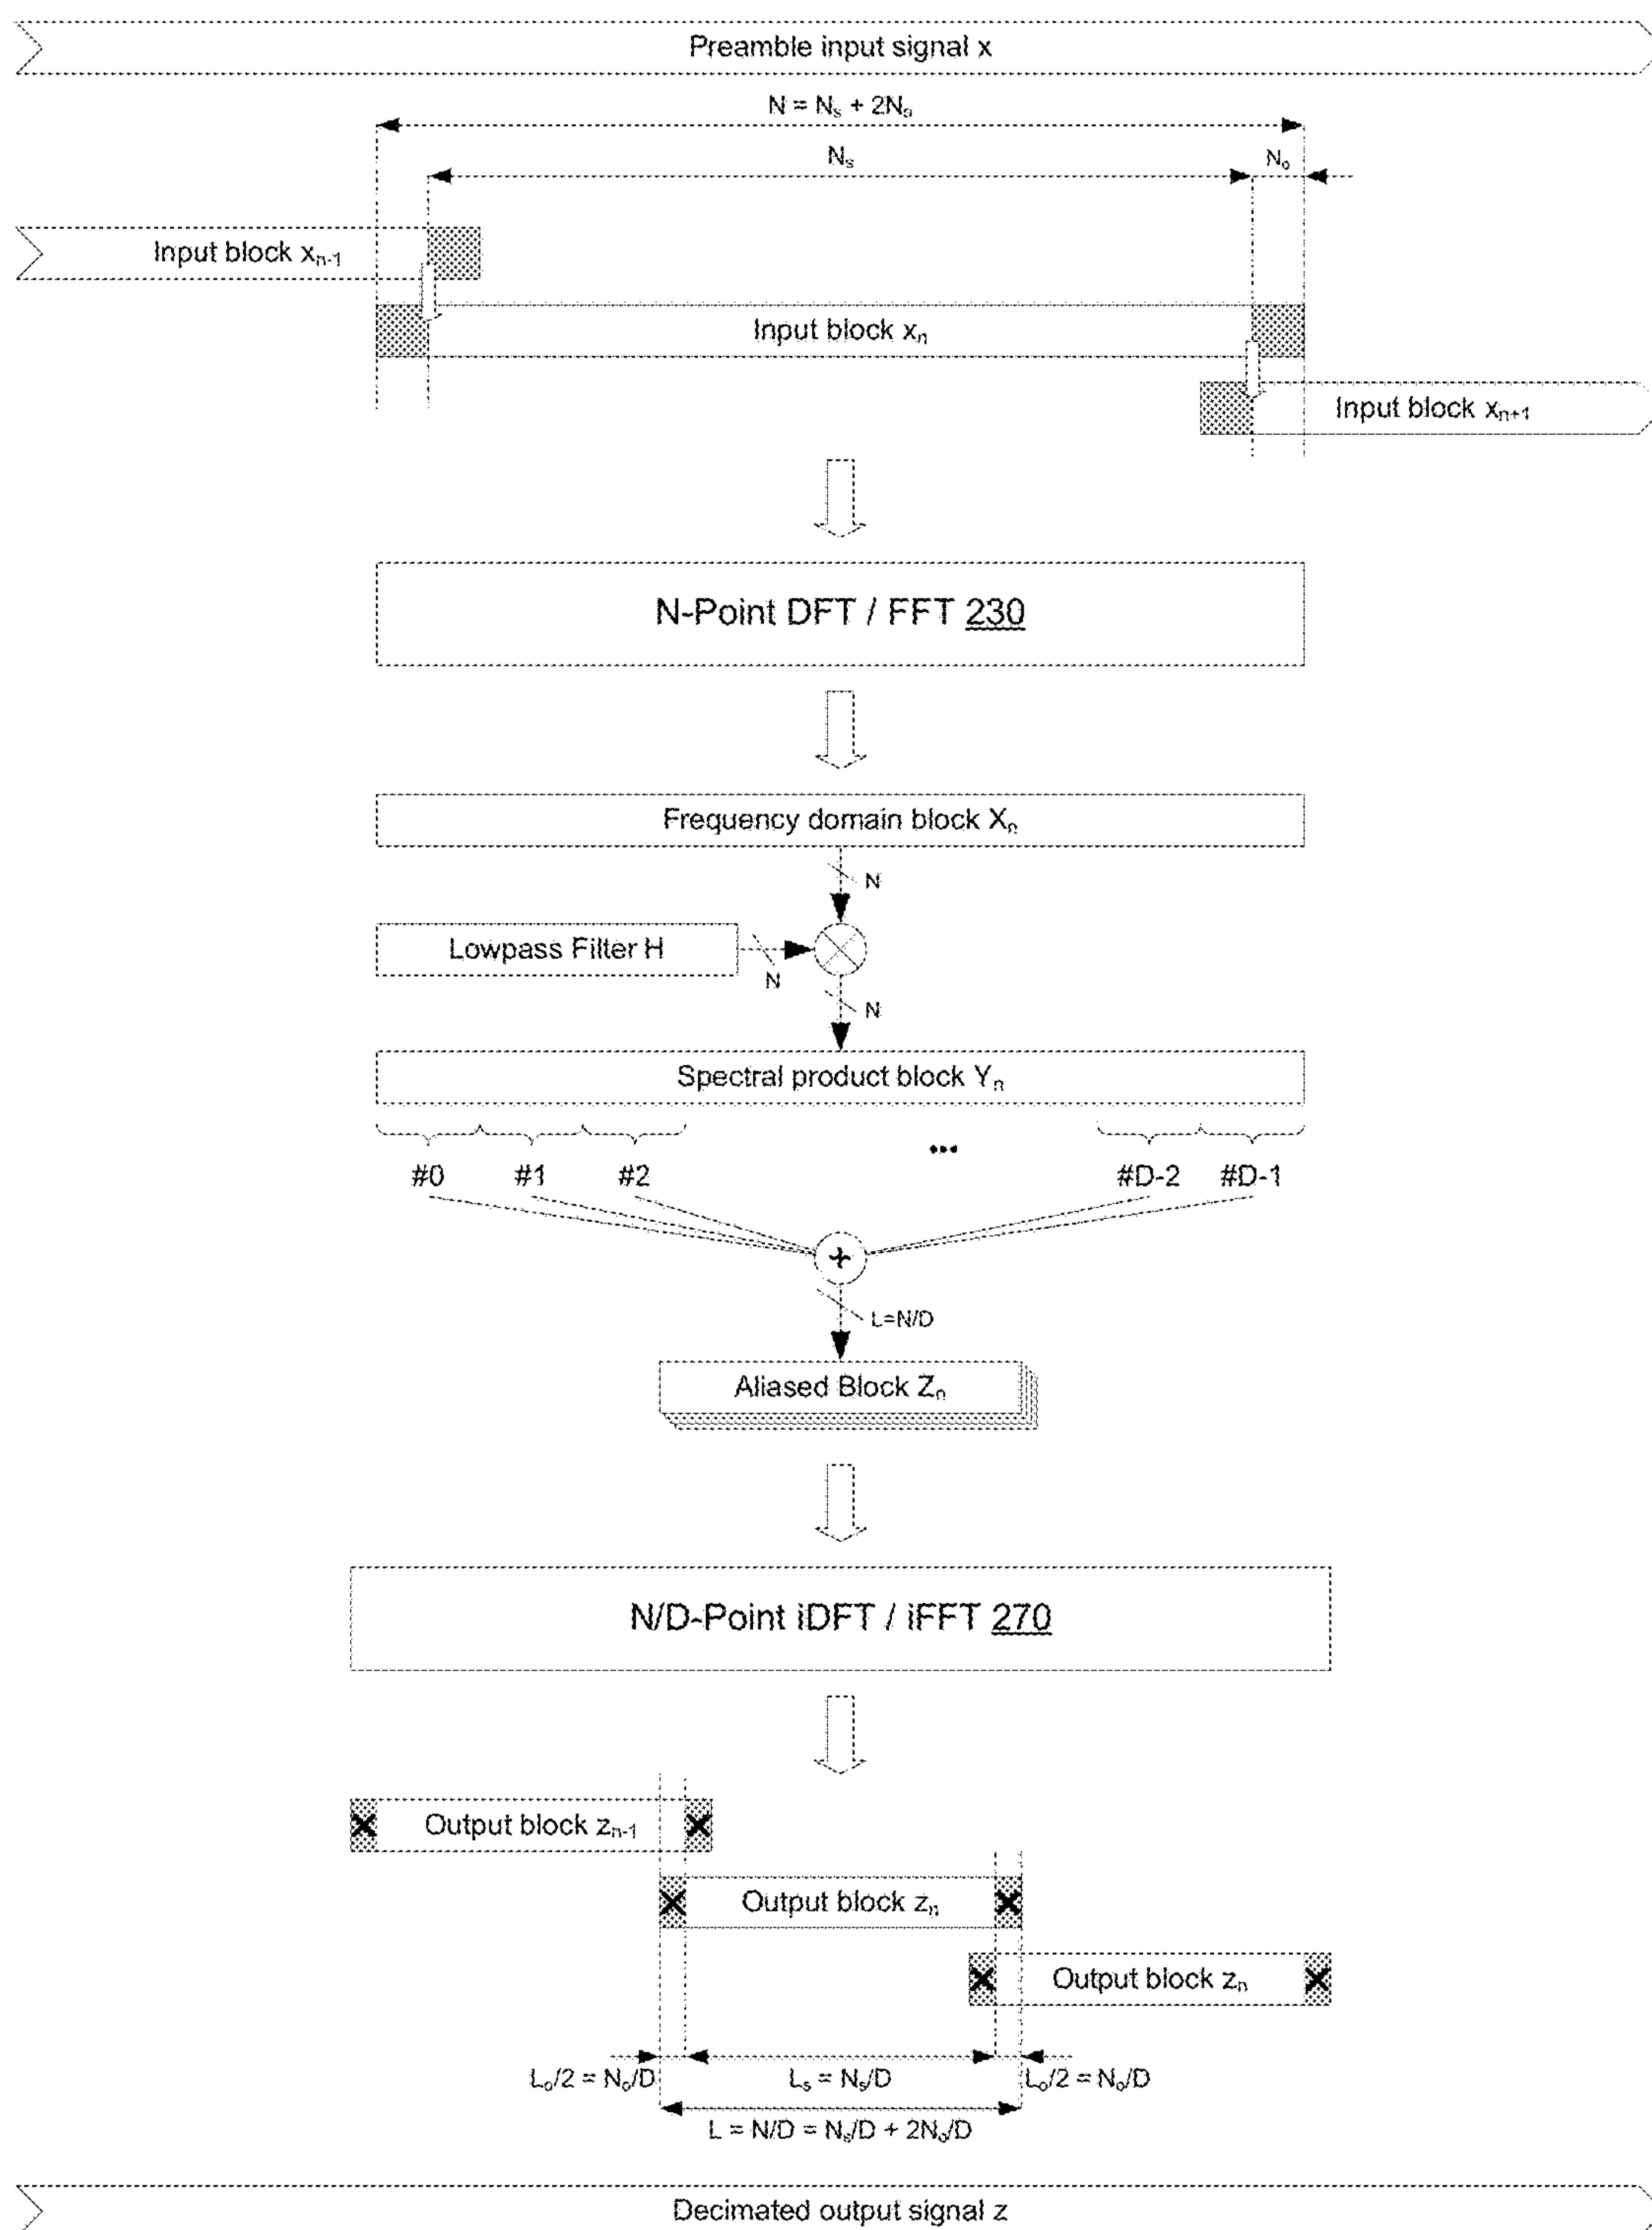 Preamble input signal x
N = Nₛ + 2Nₒ
Nₛ
Nₒ
Input block xₙ₋₁
Input block xₙ
Input block xₙ₊₁
N-Point DFT / FFT 230
Frequency domain block Xₙ
N
Lowpass Filter H
N
N
Spectral product block Yₙ
...
#0 #1 #2 #D-2 #D-1
+
L=N/D
Aliased Block Zₙ
N/D-Point iDFT / iFFT 270
Output block zₙ₋₁
Output block zₙ
Output block zₙ
Lₒ/2 = Nₒ/D Lₛ = Nₛ/D Lₒ/2 = Nₒ/D
L = N/D = Nₛ/D + 2Nₒ/D
Decimated output signal z